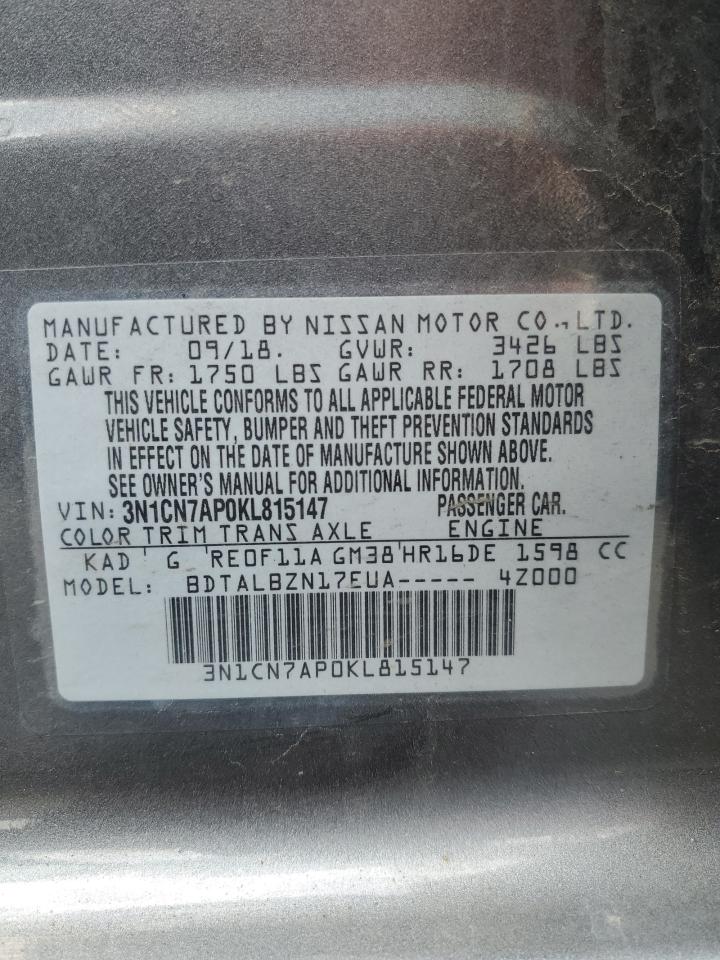 MANUFACTURED BY NISSAN MOTOR CO.,LTD.
DATE: 09/18. GVWR: 3426 LBS
GAWR FR: 1750 LBS GAWR RR: 1708 LBS
THIS VEHICLE CONFORMS TO ALL APPLICABLE FEDERAL MOTOR
VEHICLE SAFETY, BUMPER AND THEFT PREVENTION STANDARDS
IN EFFECT ON THE DATE OF MANUFACTURE SHOWN ABOVE.
SEE OWNER'S MANUAL FOR ADDITIONAL INFORMATION.
VIN: 3N1CN7AP0KL815147 PASSENGER CAR.
COLOR TRIM TRANS AXLE ENGINE
KAD G RE0F11A GM38 HR16DE 1598 CC
MODEL: BDTALBZN17EUA----- 4Z000
3N1CN7AP0KL815147